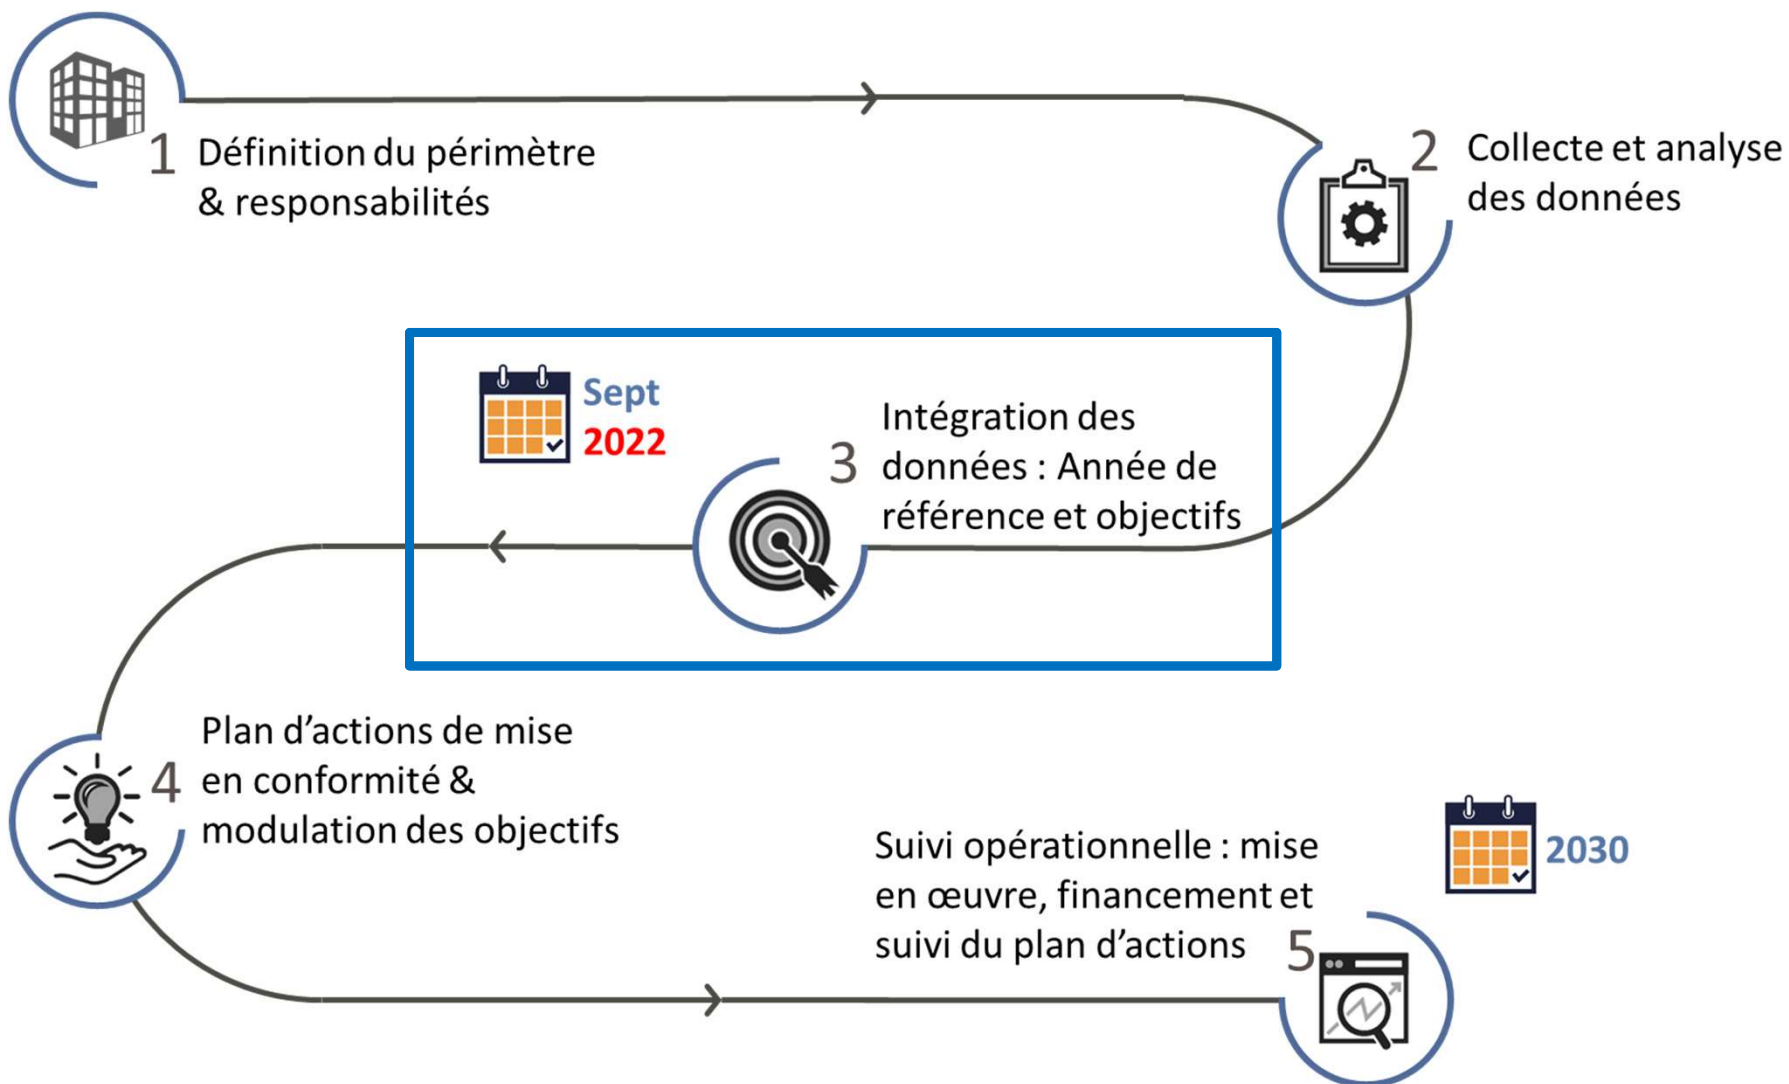 1
Définition du périmètre
& responsabilités
2
Collecte et analyse
des données
Sept
2022
3
Intégration des
données : Année de
référence et objectifs
4
Plan d’actions de mise
en conformité &
modulation des objectifs
Suivi opérationnelle : mise
en œuvre, financement et
suivi du plan d’actions
5
2030